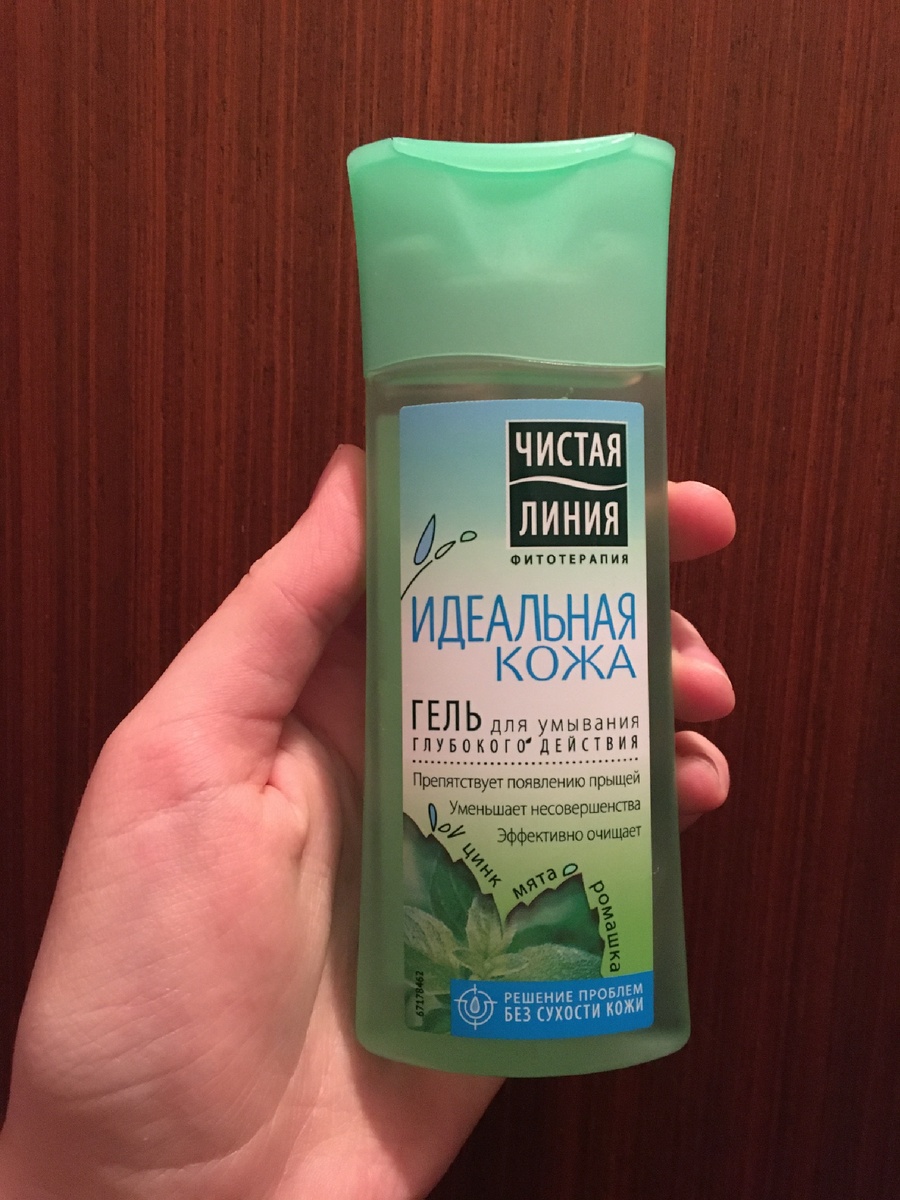 ЧИСТАЯ
ЛИНИЯ
ФИТОТЕРАПИЯ
ИДЕАЛЬНАЯ
КОЖА
ГЕЛЬ для умывания
ГЛУБОКОГО ДЕЙСТВИЯ
Препятствует появлению прыщей
Уменьшает несовершенства
Эффективно очищает
цинк
мята
ромашка
67178462
РЕШЕНИЕ ПРОБЛЕМ
БЕЗ СУХОСТИ КОЖИ